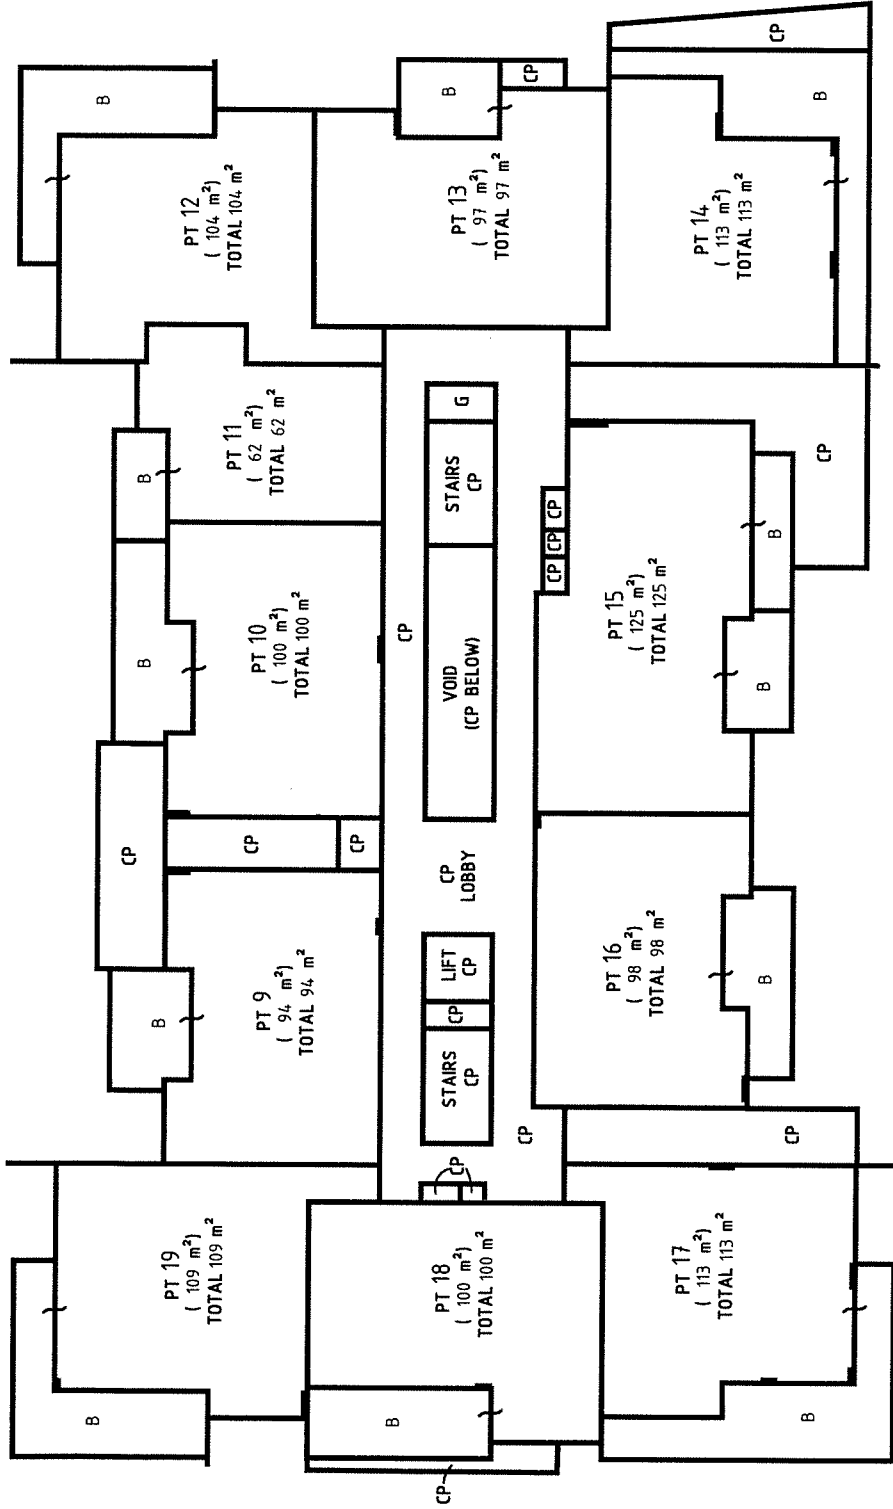 B
PT 19
( 109 m²)
TOTAL 109 m²
B
PT 9
( 94 m²)
TOTAL 94 m²
CP
CP
CP
B
PT 10
( 100 m²)
TOTAL 100 m²
B
PT 11
( 62 m²)
TOTAL 62 m²
B
PT 12
( 104 m²)
TOTAL 104 m²
CP
B
PT 18
( 100 m²)
TOTAL 100 m²
CP
CP
STAIRS
CP
CP
LIFT
CP
CP
LOBBY
CP
VOID
(CP BELOW)
STAIRS
CP
G
PT 13
( 97 m²)
TOTAL 97 m²
B
CP
B
PT 17
( 113 m²)
TOTAL 113 m²
CP
PT 16
( 98 m²)
TOTAL 98 m²
B
CP
CP
CP
PT 15
( 125 m²)
TOTAL 125 m²
B
B
CP
PT 14
( 113 m²)
TOTAL 113 m²
B
CP